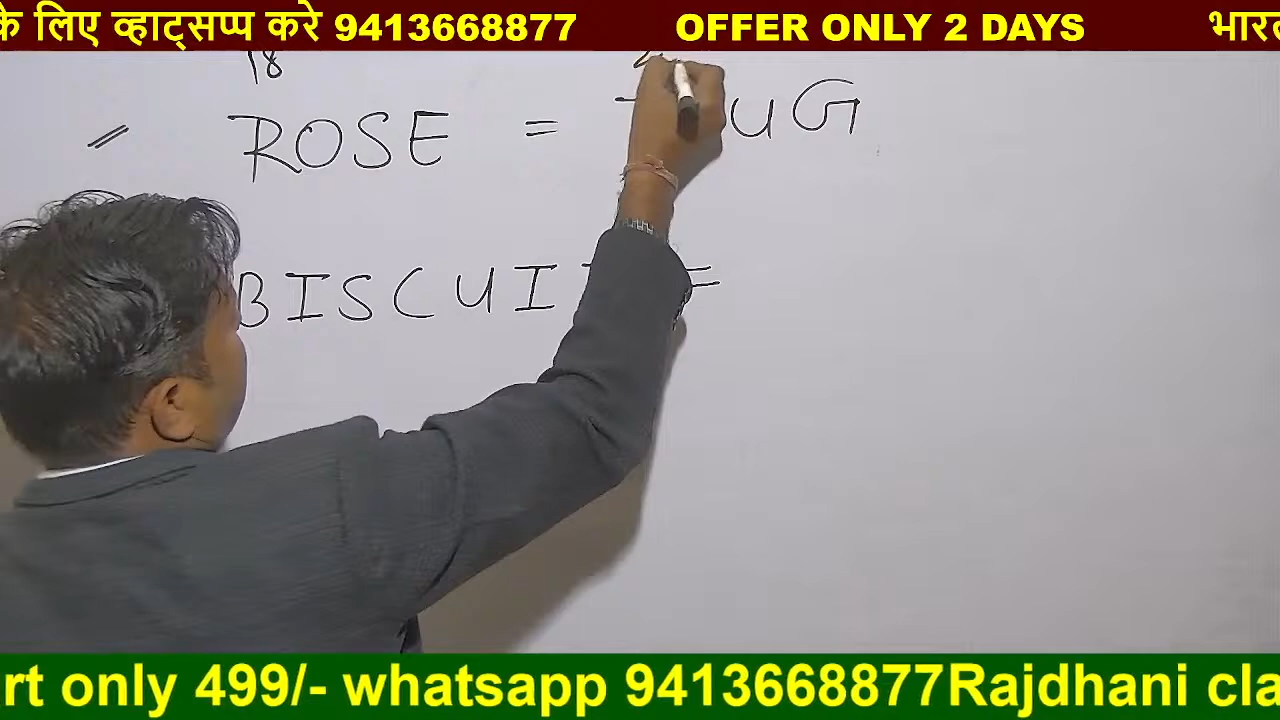 के लिए व्हाट्सप्प करे 9413668877 OFFER ONLY 2 DAYS
18
ROSE = UG
BISCUI =
rt only 499/- whatsapp 9413668877Rajdhani cla